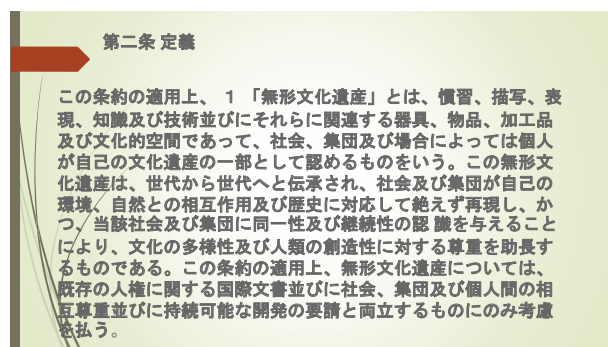 第二条 定義
この条約の適用上、 1 「無形文化遺産」とは、慣習、描写、表
現、知識及び技術並びにそれらに関連する器具、物品、加工品
及び文化的空間であって、社会、集団及び場合によっては個人
が自己の文化遺産の一部として認めるものをいう。この無形文
化遺産は、世代から世代へと伝承され、社会及び集団が自己の
環境、自然との相互作用及び歴史に対応して絶えず再現し、か
つ、当該社会及び集団に同一性及び継続性の認 識を与えること
により、文化の多様性及び人類の創造性に対する尊重を助長す
るものである。この条約の適用上、無形文化遺産については、
既存の人権に関する国際文書並びに社会、集団及び個人間の相
互尊重並びに持続可能な開発の要請と両立するものにのみ考慮
を払う。